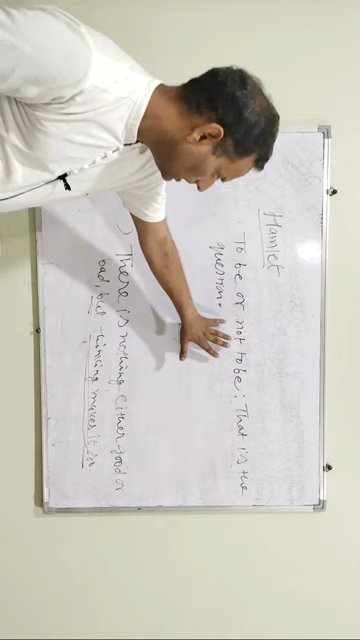 Hamlet
To be or not to be: That is the
question.
) There is nothing either good or
bad, but thinking makes it so